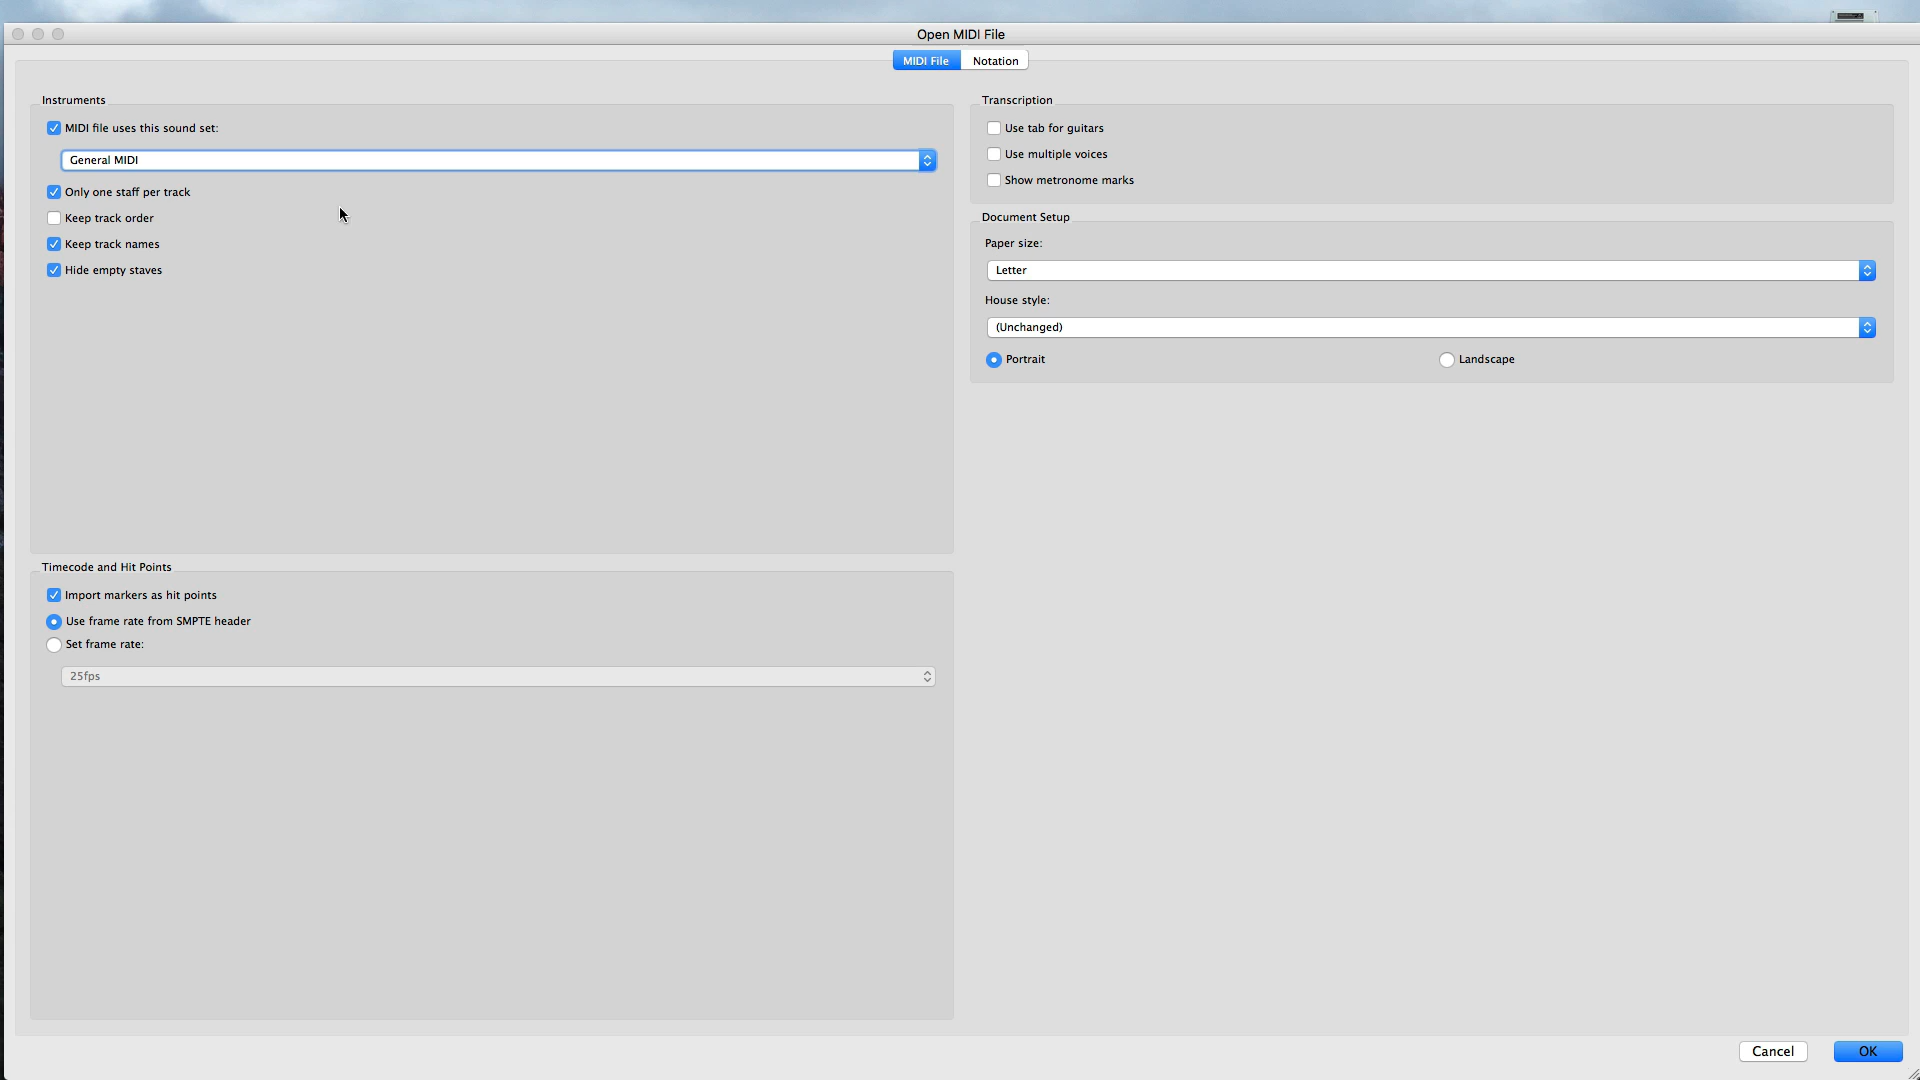 Open MIDI File
MIDI File Notation
Instruments
MIDI file uses this sound set:
General MIDI
Only one staff per track
Keep track order
Keep track names
Hide empty staves
Timecode and Hit Points
Import markers as hit points
Use frame rate from SMPTE header
Set frame rate:
25fps
Transcription
Use tab for guitars
Use multiple voices
Show metronome marks
Document Setup
Paper size:
Letter
House style:
(Unchanged)
Portrait Landscape
Cancel OK